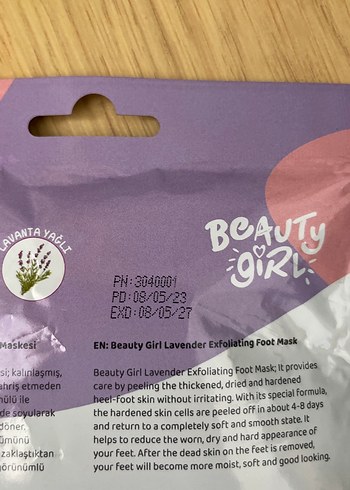 BEAUTY
GiRL
LAVANTA YAĞLI
PN:3040001
PD:08/05/23
EXD:08/05/27
Maskesi
si; kalınlaşmış,
ahriş etmeden
nülü ile
de soyularak
döner.
ümünü
zaklaştıktan
görünümlü
EN: Beauty Girl Lavender Exfoliating Foot Mask
Beauty Girl Lavender Exfoliating Foot Mask; It provides
care by peeling the thickened, dried and hardened
heel-foot skin without irritating. With its special formula,
the hardened skin cells are peeled off in about 4-8 days
and return to a completely soft and smooth state. It
helps to reduce the worn, dry and hard appearance of
your feet. After the dead skin on the feet is removed,
your feet will become more moist, soft and good looking.